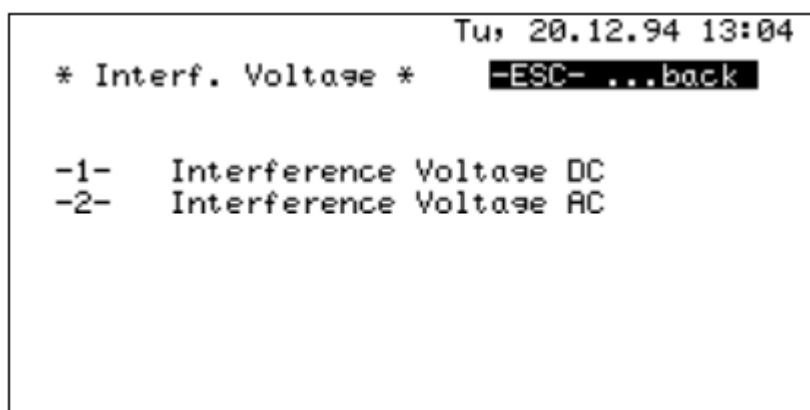 Tu, 20.12.94 13:04
* Interf. Voltage * -ESC- ...back
-1- Interference Voltage DC
-2- Interference Voltage AC